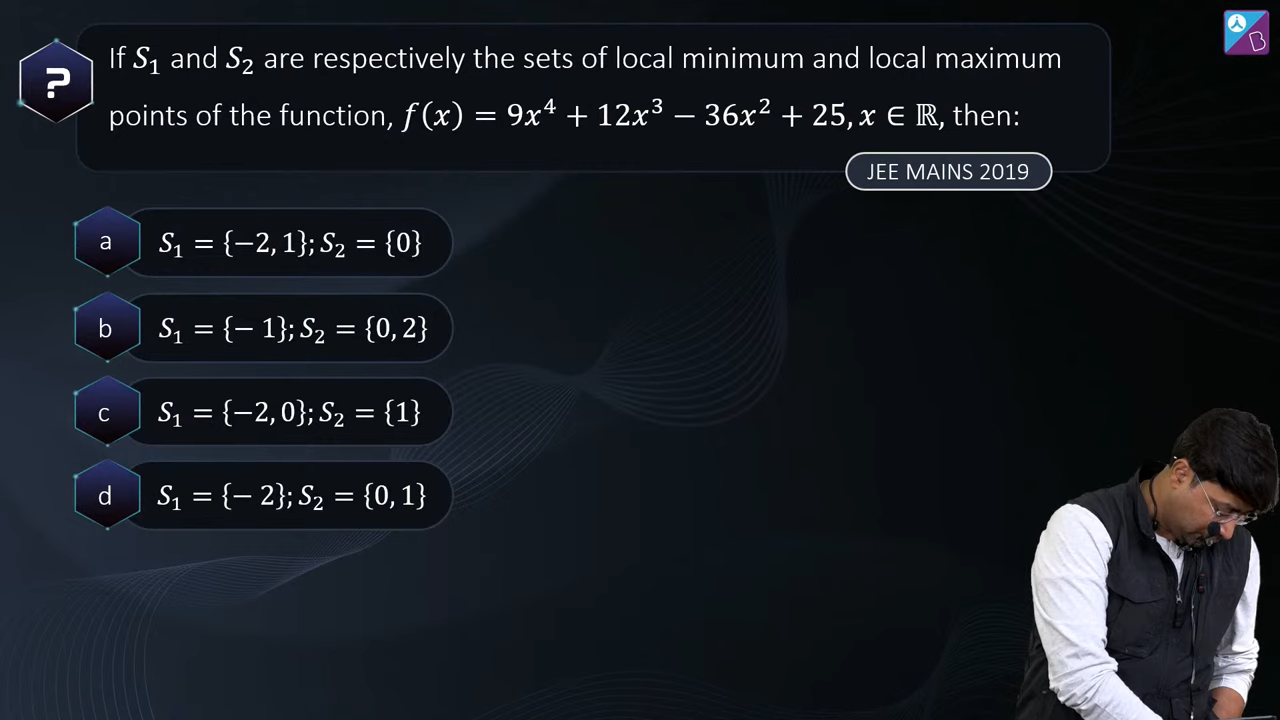 ?
If S₁ and S₂ are respectively the sets of local minimum and local maximum
points of the function, f(x) = 9x⁴ + 12x³ − 36x² + 25, x ∈ ℝ, then:
JEE MAINS 2019
a S₁ = {−2, 1}; S₂ = {0}
b S₁ = {− 1}; S₂ = {0, 2}
c S₁ = {−2, 0}; S₂ = {1}
d S₁ = {− 2}; S₂ = {0, 1}
B